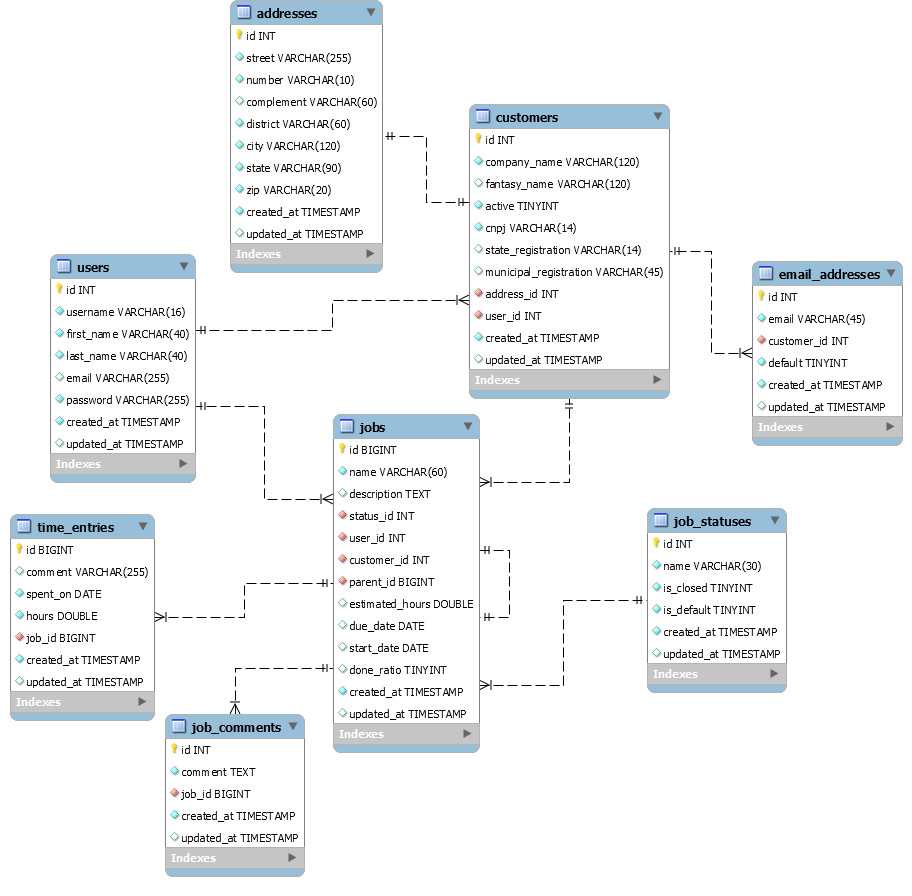 addresses
id INT
street VARCHAR(255)
number VARCHAR(10)
complement VARCHAR(60)
district VARCHAR(60)
city VARCHAR(120)
state VARCHAR(90)
zip VARCHAR(20)
created_at TIMESTAMP
updated_at TIMESTAMP
Indexes
customers
id INT
company_name VARCHAR(120)
fantasy_name VARCHAR(120)
active TINYINT
cnpj VARCHAR(14)
state_registration VARCHAR(14)
municipal_registration VARCHAR(45)
address_id INT
user_id INT
created_at TIMESTAMP
updated_at TIMESTAMP
Indexes
users
id INT
username VARCHAR(16)
first_name VARCHAR(40)
last_name VARCHAR(40)
email VARCHAR(255)
password VARCHAR(255)
created_at TIMESTAMP
updated_at TIMESTAMP
Indexes
email_addresses
id INT
email VARCHAR(45)
customer_id INT
default TINYINT
created_at TIMESTAMP
updated_at TIMESTAMP
Indexes
jobs
id BIGINT
name VARCHAR(60)
description TEXT
status_id INT
user_id INT
customer_id INT
parent_id BIGINT
estimated_hours DOUBLE
due_date DATE
start_date DATE
done_ratio TINYINT
created_at TIMESTAMP
updated_at TIMESTAMP
Indexes
time_entries
id BIGINT
comment VARCHAR(255)
spent_on DATE
hours DOUBLE
job_id BIGINT
created_at TIMESTAMP
updated_at TIMESTAMP
Indexes
job_statuses
id INT
name VARCHAR(30)
is_closed TINYINT
is_default TINYINT
created_at TIMESTAMP
updated_at TIMESTAMP
Indexes
job_comments
id INT
comment TEXT
job_id BIGINT
created_at TIMESTAMP
updated_at TIMESTAMP
Indexes